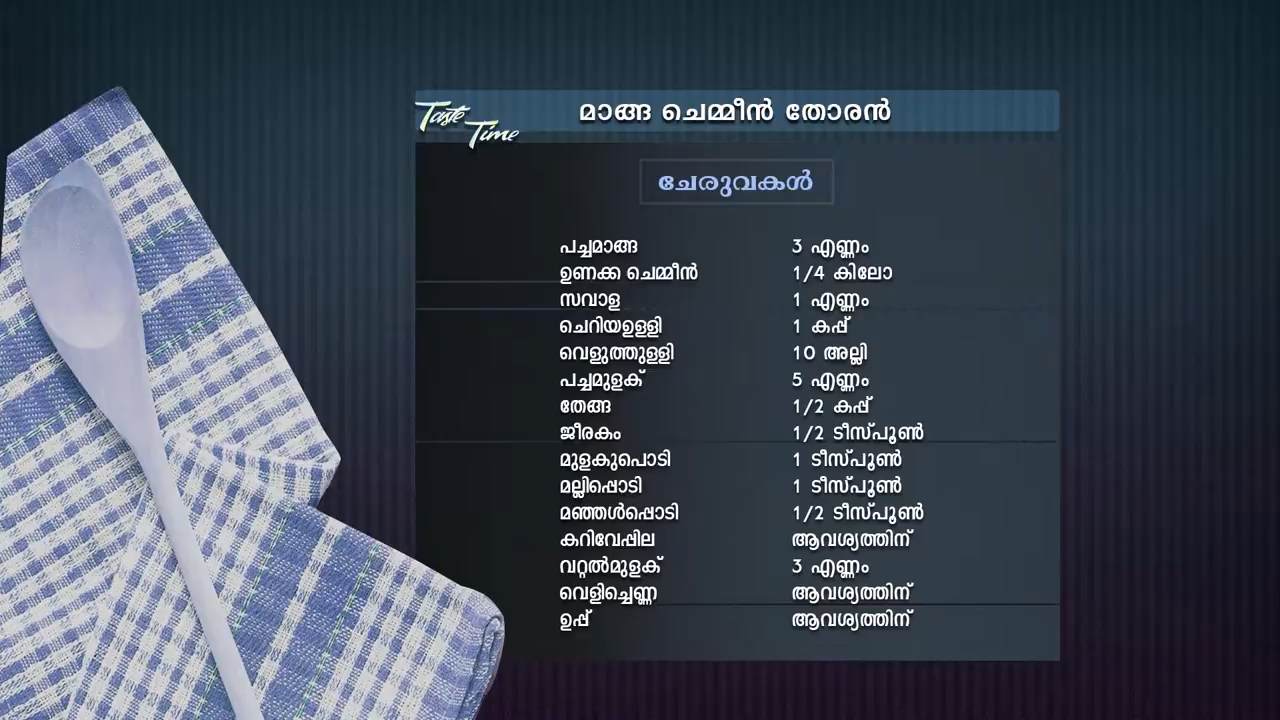 Taste Time
മാങ്ങ ചെമ്മീൻ തോരൻ
ചേരുവകൾ
പച്ചമാങ്ങ 3 എണ്ണം
ഉണക്ക ചെമ്മീൻ 1/4 കിലോ
സവാള 1 എണ്ണം
ചെറിയഉളളി 1 കപ്പ്
വെളുത്തുള്ളി 10 അല്ലി
പച്ചമുളക് 5 എണ്ണം
തേങ്ങ 1/2 കപ്പ്
ജീരകം 1/2 ടീസ്പൂൺ
മുളകുപൊടി 1 ടീസ്പൂൺ
മല്ലിപ്പൊടി 1 ടീസ്പൂൺ
മഞ്ഞൾപ്പൊടി 1/2 ടീസ്പൂൺ
കറിവേപ്പില ആവശ്യത്തിന്
വറ്റൽമുളക് 3 എണ്ണം
വെളിച്ചെണ്ണ ആവശ്യത്തിന്
ഉപ്പ് ആവശ്യത്തിന്